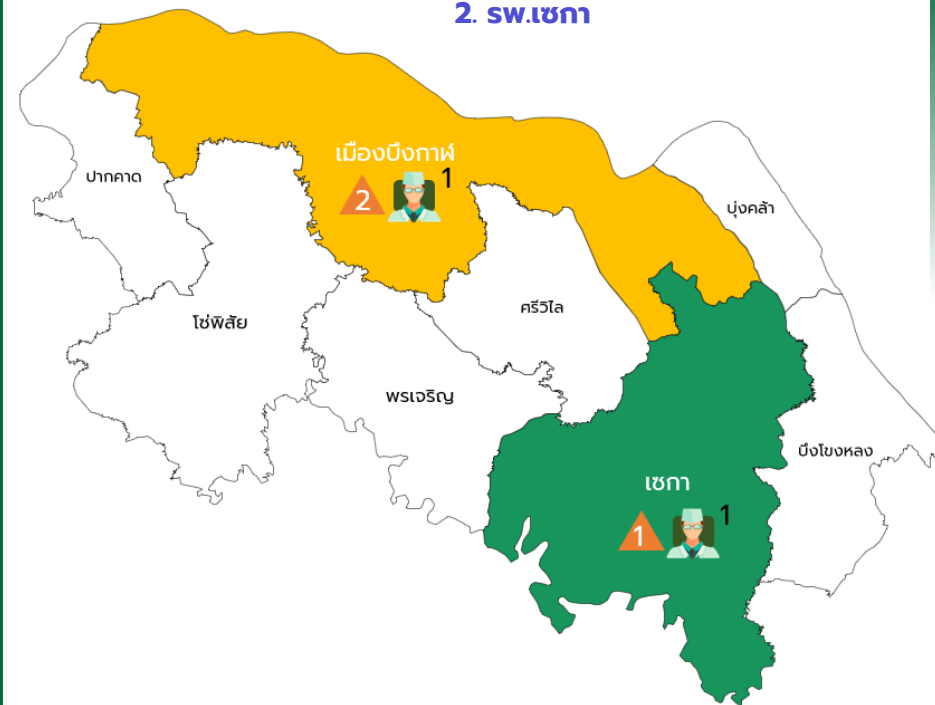 2. รพ.เซกา
เมืองบึงกาฬ
2
1
ปากคาด
บุ่งคล้า
ศรีวิไล
โซ่พิสัย
พรเจริญ
บึงโขงหลง
เซกา
1
1